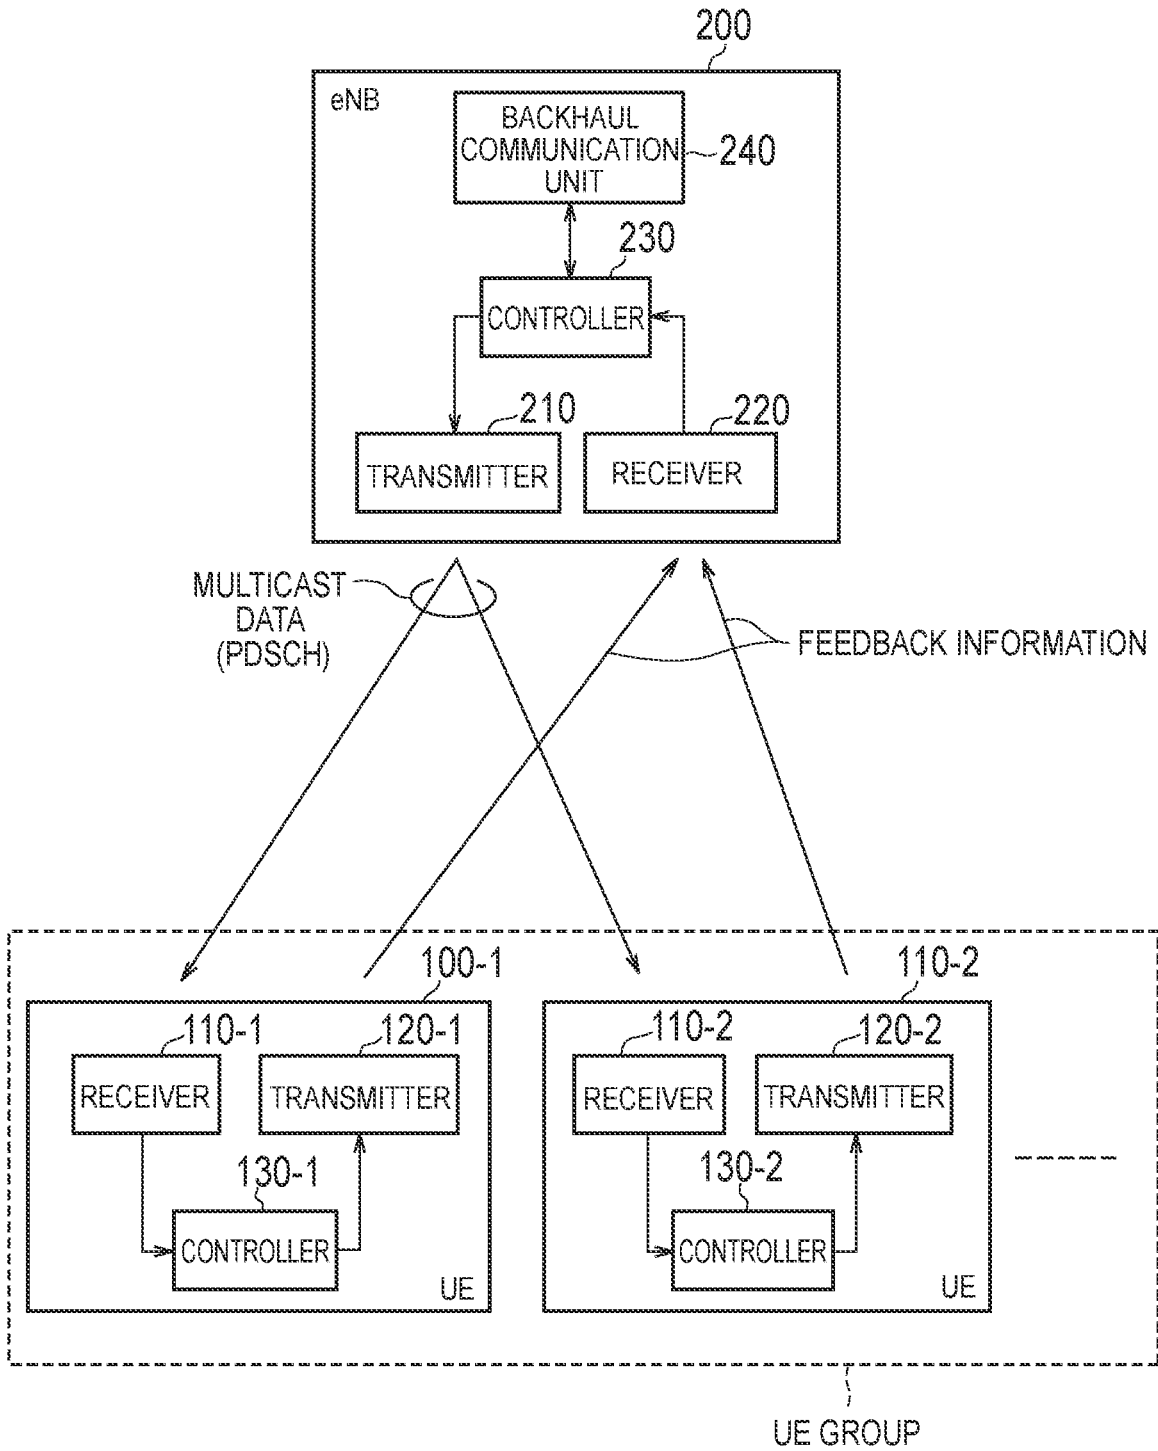 200
eNB
BACKHAUL
COMMUNICATION
UNIT
240
230
CONTROLLER
210
220
TRANSMITTER
RECEIVER
MULTICAST
DATA
(PDSCH)
FEEDBACK INFORMATION
100-1
110-2
110-1
120-1
110-2
120-2
RECEIVER
TRANSMITTER
RECEIVER
TRANSMITTER
130-1
130-2
CONTROLLER
CONTROLLER
UE
UE
UE GROUP